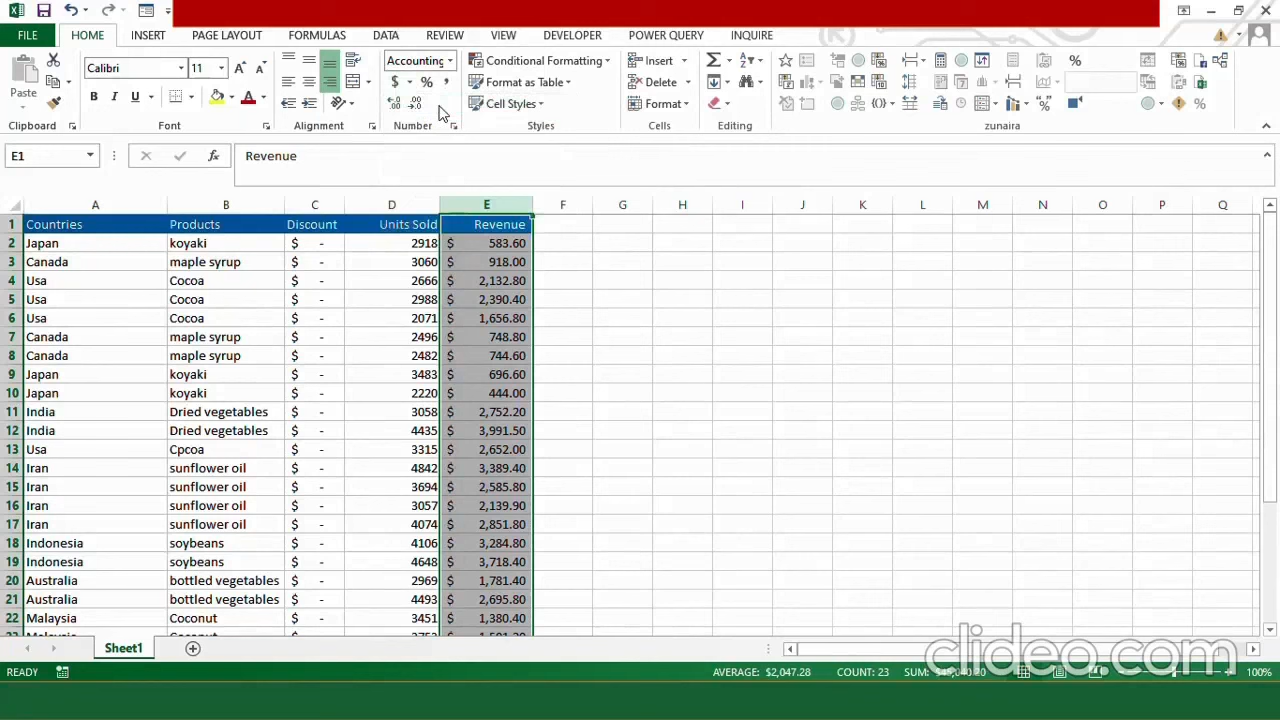 FILE HOME INSERT PAGE LAYOUT FORMULAS DATA REVIEW VIEW DEVELOPER POWER QUERY INQUIRE
Calibri 11 Accounting Conditional Formatting Insert
Paste $ % , Format as Table Delete
B I U A Cell Styles Format
Clipboard Font Alignment Number Styles Cells Editing zunaira
E1 fx Revenue
A B C D E F G H I J K L M N O P Q
1 Countries Products Discount Units Sold Revenue
2 Japan koyaki $ - 2918 $ 583.60
3 Canada maple syrup $ - 3060 $ 918.00
4 Usa Cocoa $ - 2666 $ 2,132.80
5 Usa Cocoa $ - 2988 $ 2,390.40
6 Usa Cocoa $ - 2071 $ 1,656.80
7 Canada maple syrup $ - 2496 $ 748.80
8 Canada maple syrup $ - 2482 $ 744.60
9 Japan koyaki $ - 3483 $ 696.60
10 Japan koyaki $ - 2220 $ 444.00
11 India Dried vegetables $ - 3058 $ 2,752.20
12 India Dried vegetables $ - 4435 $ 3,991.50
13 Usa Cpcoa $ - 3315 $ 2,652.00
14 Iran sunflower oil $ - 4842 $ 3,389.40
15 Iran sunflower oil $ - 3694 $ 2,585.80
16 Iran sunflower oil $ - 3057 $ 2,139.90
17 Iran sunflower oil $ - 4074 $ 2,851.80
18 Indonesia soybeans $ - 4106 $ 3,284.80
19 Indonesia soybeans $ - 4648 $ 3,718.40
20 Australia bottled vegetables $ - 2969 $ 1,781.40
21 Australia bottled vegetables $ - 4493 $ 2,695.80
22 Malaysia Coconut $ - 3451 $ 1,380.40
Sheet1
clideo.com
READY AVERAGE: $2,047.28 COUNT: 23 SUM: 100%